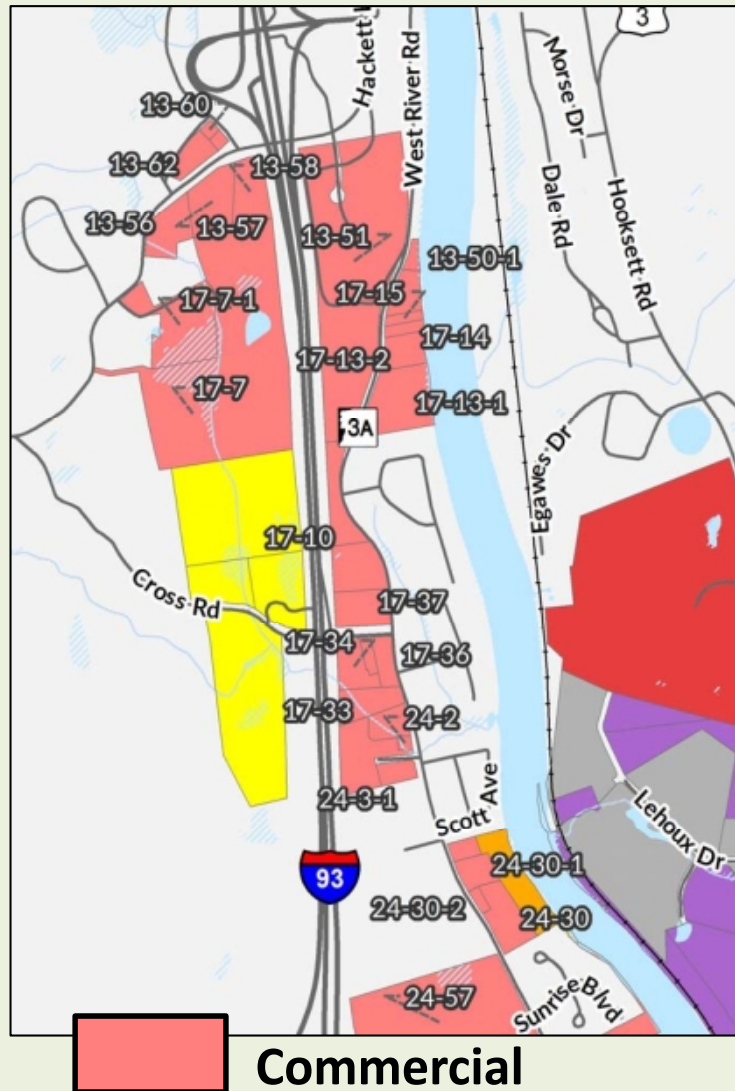 3
Hackett
West River Rd
Morse Dr
13-60
13-62
13-58
Dale Rd
Hooksett Rd
13-56
13-57
13-51
13-50-1
17-7-1
17-15
17-14
17-13-2
17-7
17-13-1
3A
Egawes Dr
17-10
Cross Rd
17-37
17-34
17-36
17-33
24-2
24-3-1
Scott Ave
Lehoux Dr
93
24-30-1
24-30-2
24-30
24-57
Sunrise Blvd
Commercial